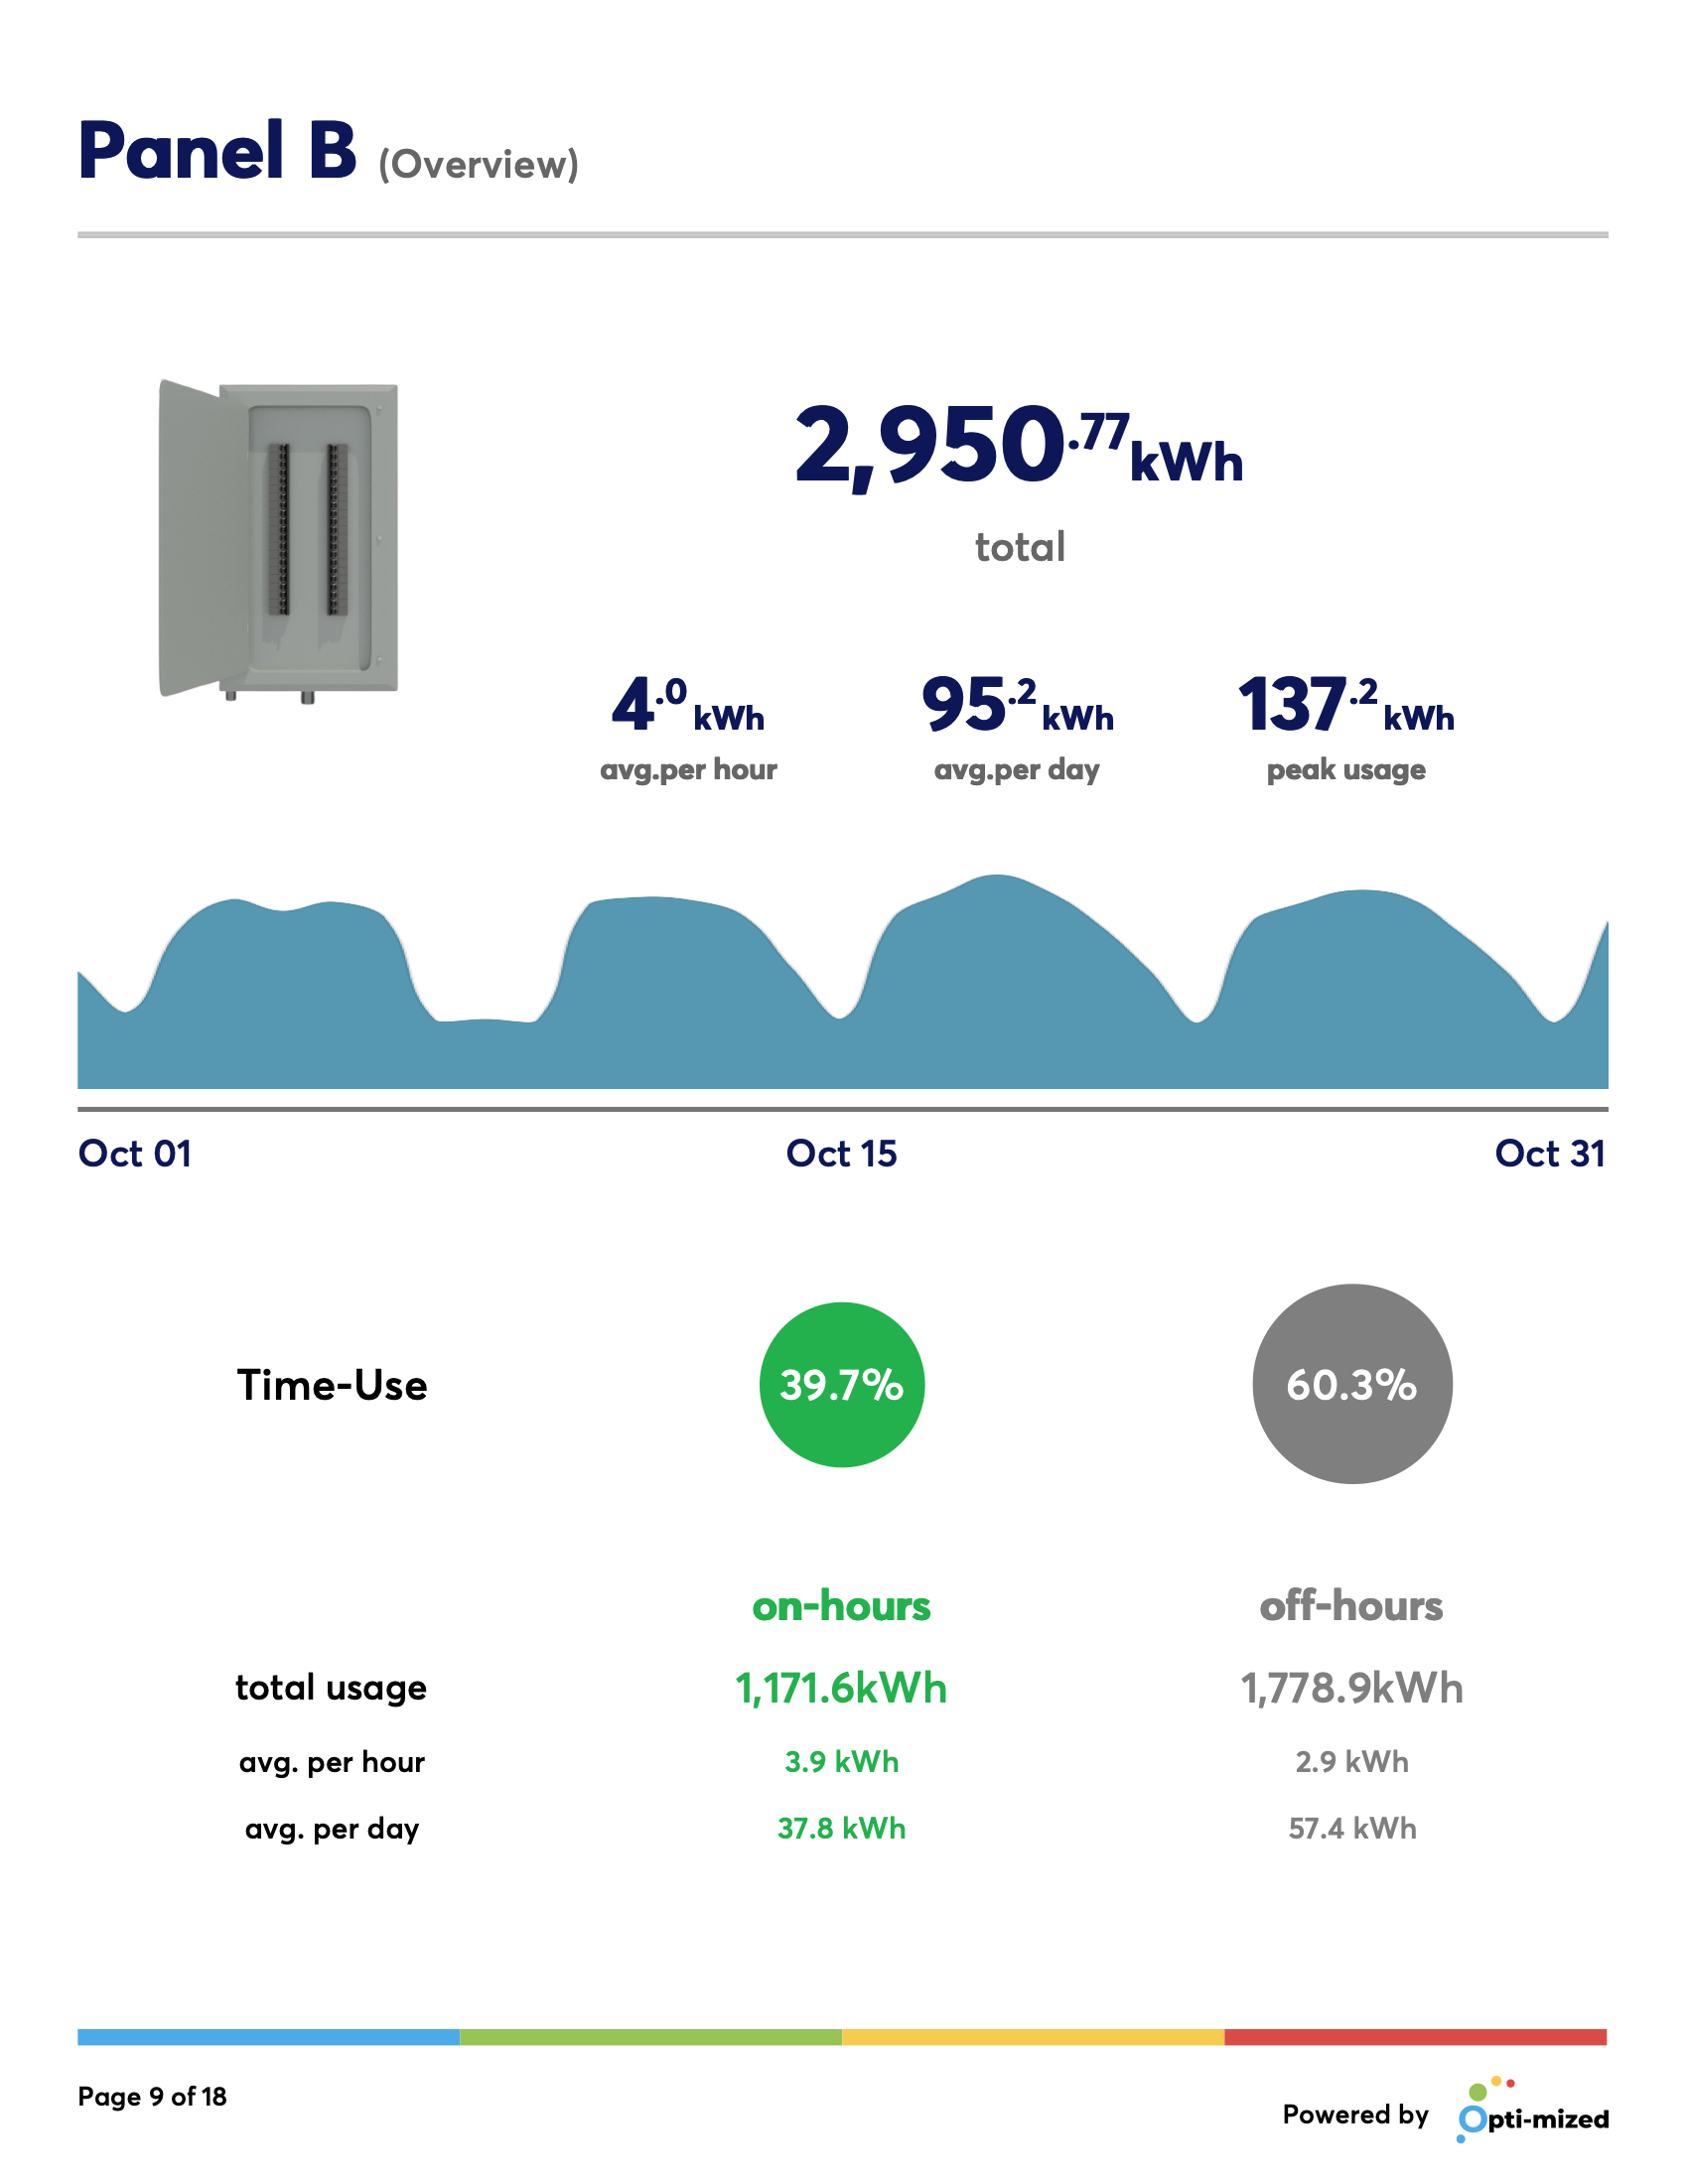 Panel B (Overview)
2,950.77kWh
total
4.0 kWh 95.2 kWh 137.2 kWh
avg.per hour avg.per day peak usage
Oct 01 Oct 15 Oct 31
Time-Use 39.7% 60.3%
on-hours off-hours
total usage 1,171.6kWh 1,778.9kWh
avg. per hour 3.9 kWh 2.9 kWh
avg. per day 37.8 kWh 57.4 kWh
Page 9 of 18
Powered by Opti-mized